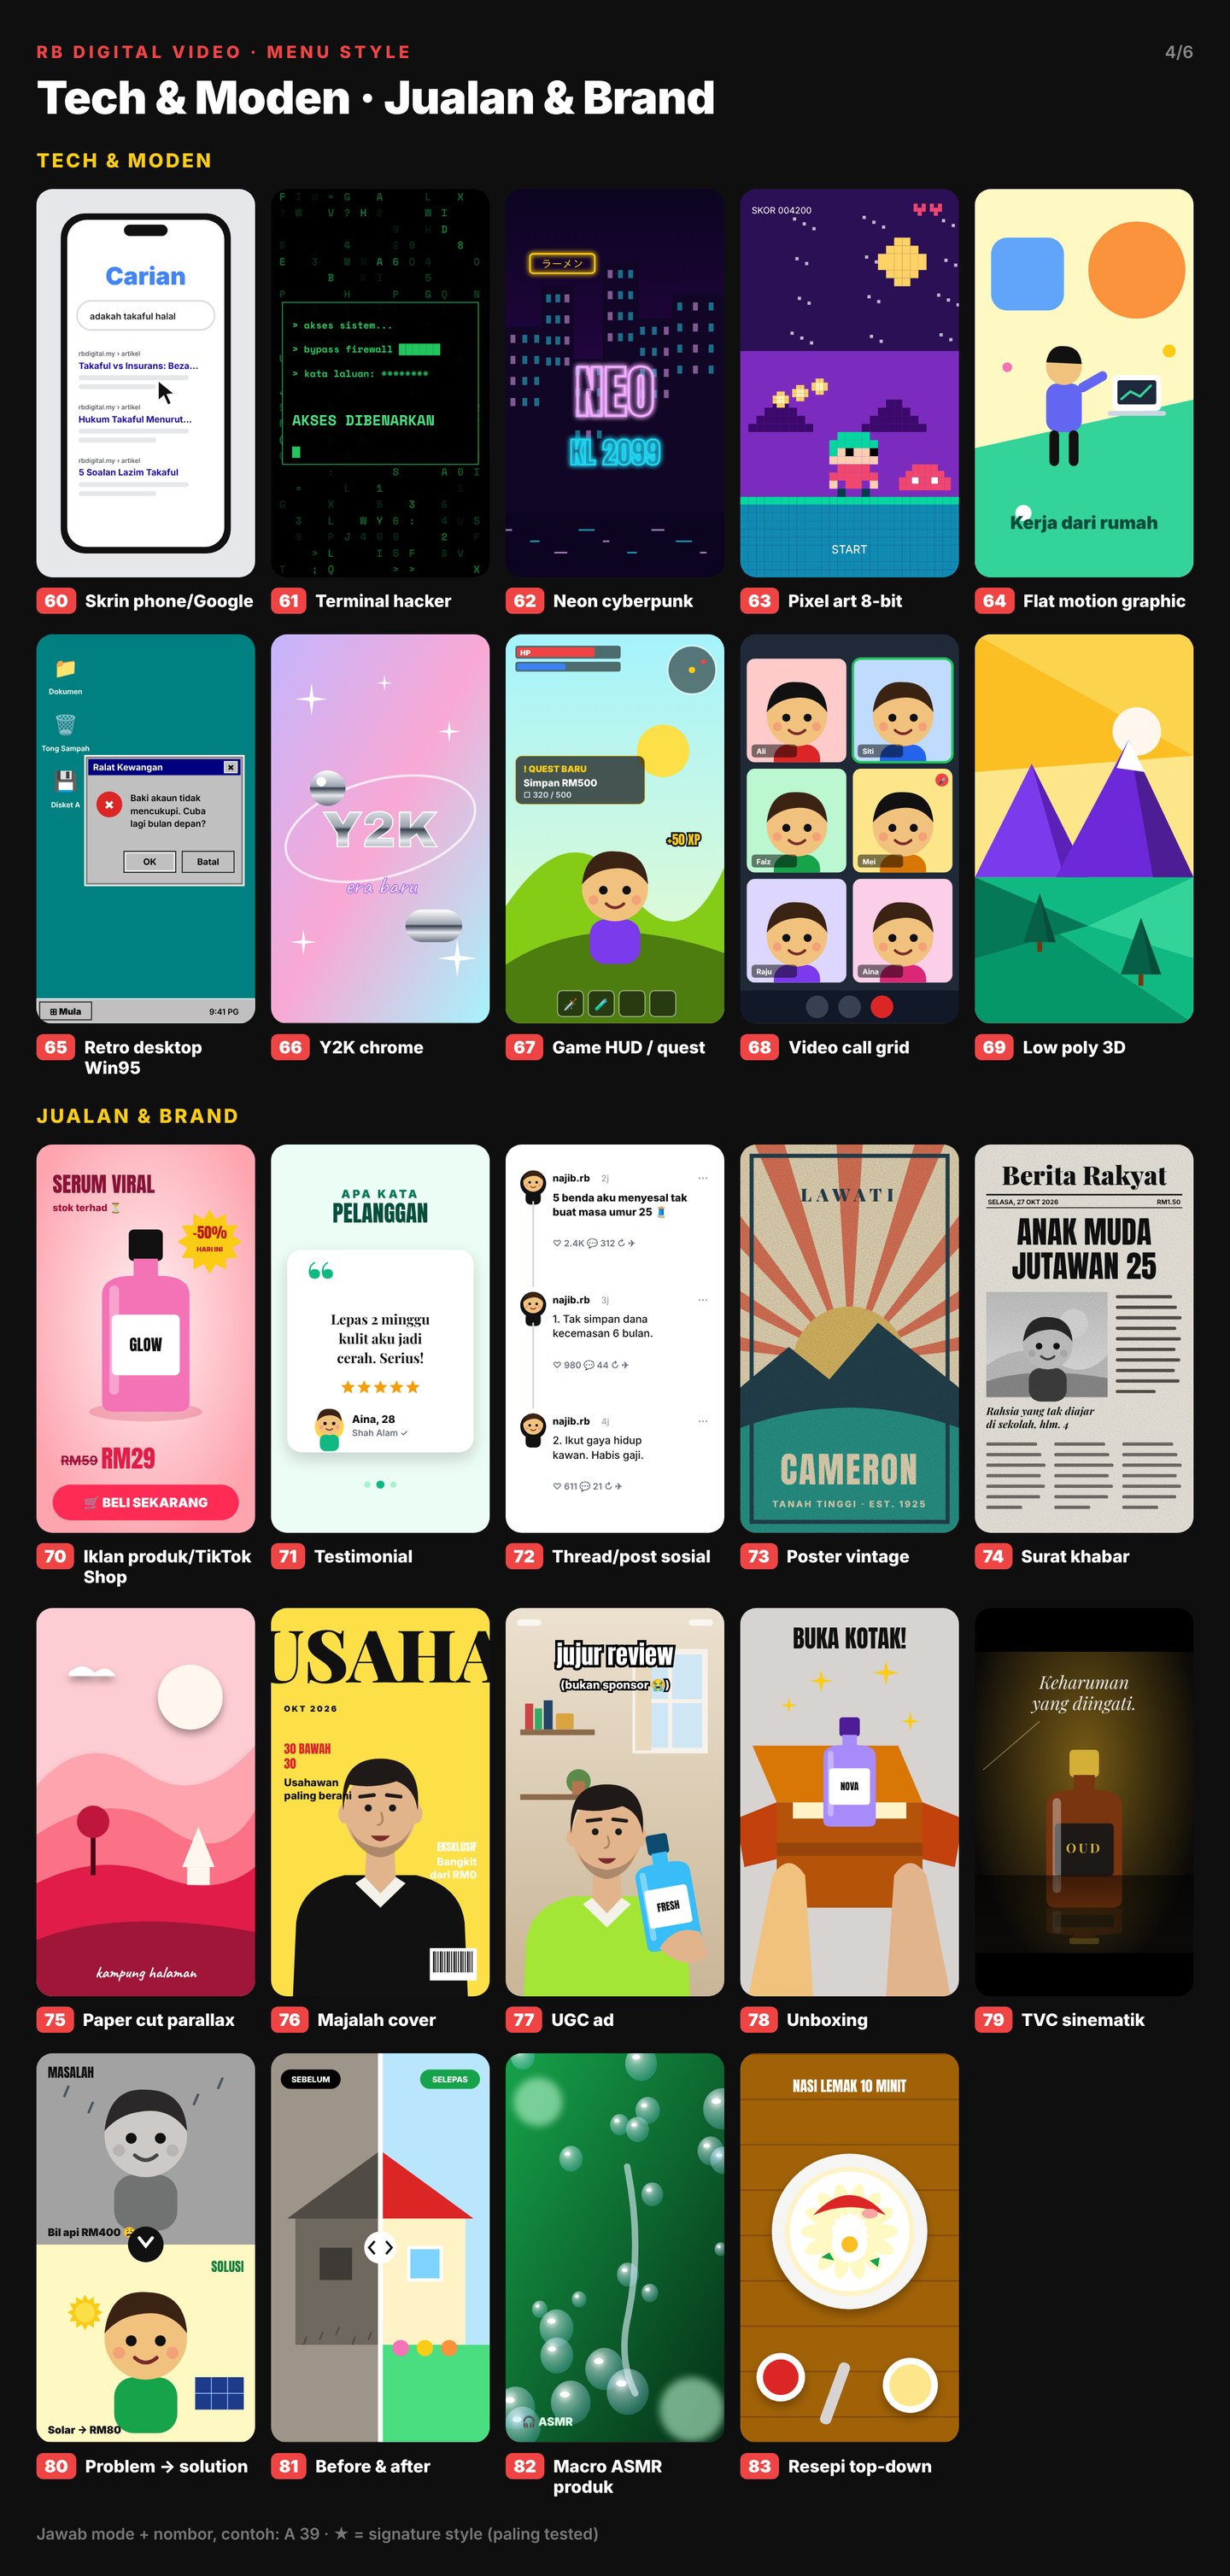 RB DIGITAL VIDEO · MENU STYLE
4/6
Tech & Moden · Jualan & Brand
TECH & MODEN
Carian
adakah takaful halal
rbdigital.my › artikel
Takaful vs Insurans: Beza...
rbdigital.my › artikel
Hukum Takaful Menurut...
rbdigital.my › artikel
5 Soalan Lazim Takaful
60 Skrin phone/Google
> akses sistem...
> bypass firewall
> kata laluan: ********
AKSES DIBENARKAN
61 Terminal hacker
ラーメン
NEO
KL 2099
62 Neon cyberpunk
SKOR 004200
START
63 Pixel art 8-bit
Kerja dari rumah
64 Flat motion graphic
Dokumen
Tong Sampah
Disket A
Ralat Kewangan
Baki akaun tidak
mencukupi. Cuba
lagi bulan depan?
OK
Batal
Mula
9:41 PG
65 Retro desktop
Win95
Y2K
era baru
66 Y2K chrome
HP
! QUEST BARU
Simpan RM500
☐ 320 / 500
+50 XP
67 Game HUD / quest
Ali
Siti
Faiz
Mei
Raju
Aina
68 Video call grid
69 Low poly 3D
JUALAN & BRAND
SERUM VIRAL
stok terhad ⏳
-50%
HARI INI
GLOW
RM59 RM29
🛒 BELI SEKARANG
70 Iklan produk/TikTok
Shop
APA KATA
PELANGGAN
Lepas 2 minggu
kulit aku jadi
cerah. Serius!
★★★★★
Aina, 28
Shah Alam ✓
71 Testimonial
najib.rb 2j
5 benda aku menyesal tak
buat masa umur 25 🧵
♡ 2.4K 💬 312 ↻ ✈
najib.rb 3j
1. Tak simpan dana
kecemasan 6 bulan.
♡ 980 💬 44 ↻ ✈
najib.rb 4j
2. Ikut gaya hidup
kawan. Habis gaji.
♡ 611 💬 21 ↻ ✈
72 Thread/post sosial
LAWATI
CAMERON
TANAH TINGGI · EST. 1925
73 Poster vintage
Berita Rakyat
SELASA, 27 OKT 2026
RM1.50
ANAK MUDA
JUTAWAN 25
Rahsia yang tak diajar
di sekolah, hlm. 4
74 Surat khabar
kampung halaman
75 Paper cut parallax
USAHA
OKT 2026
30 BAWAH
30
Usahawan
paling berani
EKSKLUSIF
Bangkit
dari RM0
76 Majalah cover
jujur review
(bukan sponsor 😭)
FRESH
77 UGC ad
BUKA KOTAK!
NOVA
78 Unboxing
Keharuman
yang diingati.
OUD
79 TVC sinematik
MASALAH
Bil api RM400
SOLUSI
Solar → RM80
80 Problem → solution
SEBELUM
SELEPAS
81 Before & after
🎧 ASMR
82 Macro ASMR
produk
NASI LEMAK 10 MINIT
83 Resepi top-down
Jawab mode + nombor, contoh: A 39 · ★ = signature style (paling tested)